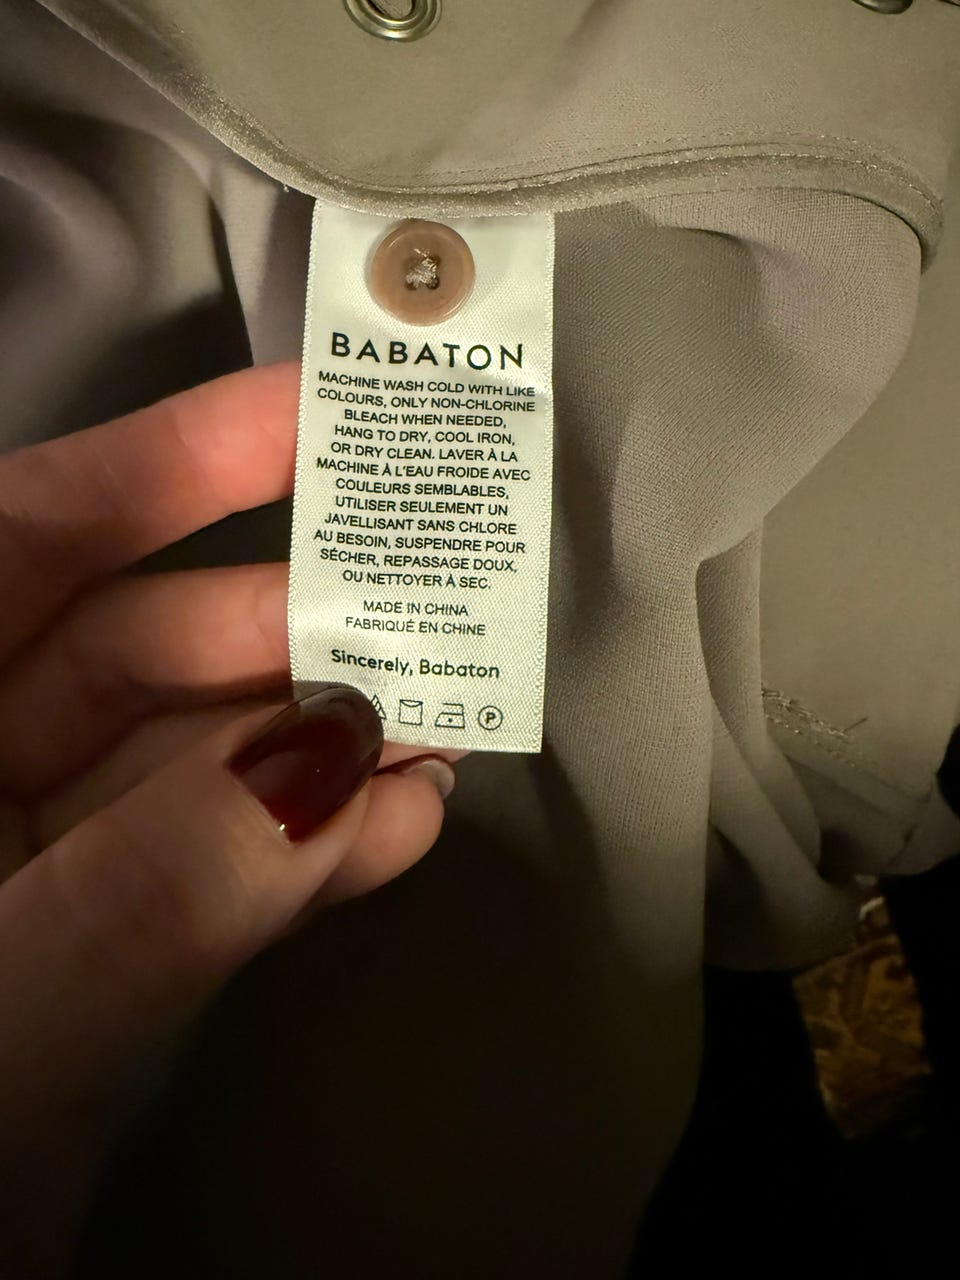 BABATON
MACHINE WASH COLD WITH LIKE
COLOURS, ONLY NON-CHLORINE
BLEACH WHEN NEEDED,
HANG TO DRY, COOL IRON,
OR DRY CLEAN. LAVER À LA
MACHINE À L'EAU FROIDE AVEC
COULEURS SEMBLABLES,
UTILISER SEULEMENT UN
JAVELLISANT SANS CHLORE
AU BESOIN, SUSPENDRE POUR
SÉCHER, REPASSAGE DOUX,
OU NETTOYER À SEC.
MADE IN CHINA
FABRIQUÉ EN CHINE
Sincerely, Babaton
P